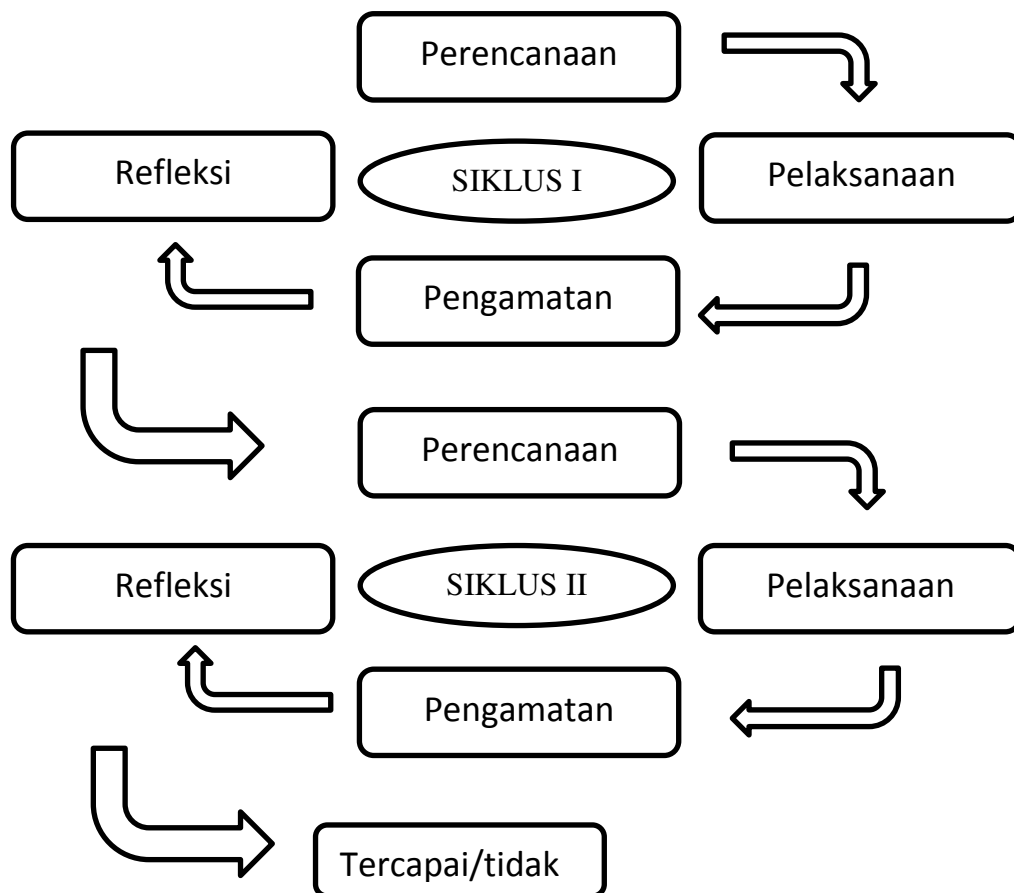 Perencanaan
Refleksi
SIKLUS I
Pelaksanaan
Pengamatan
Perencanaan
Refleksi
SIKLUS II
Pelaksanaan
Pengamatan
Tercapai/tidak